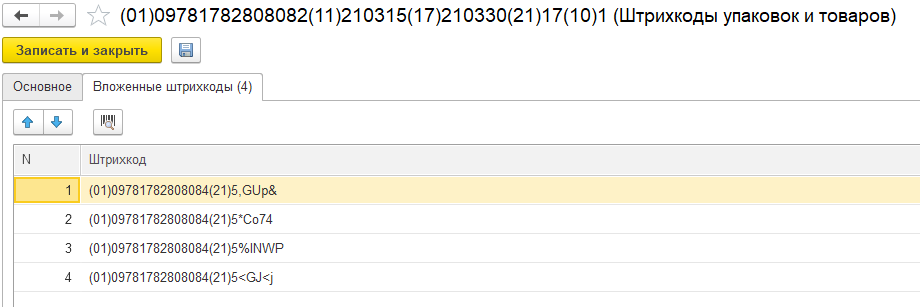 (01)09781782808082(11)210315(17)210330(21)17(10)1 (Штрихкоды упаковок и товаров)
Записать и закрыть
Основное Вложенные штрихкоды (4)
N Штрихкод
1 (01)09781782808084(21)5,GUp&
2 (01)09781782808084(21)5*Co74
3 (01)09781782808084(21)5%INWP
4 (01)09781782808084(21)5<GJ<j